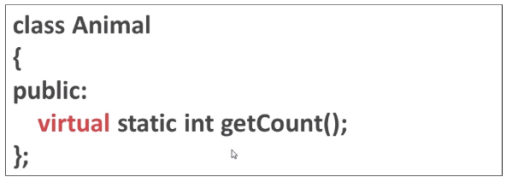 class Animal
{
public:
virtual static int getCount();
};